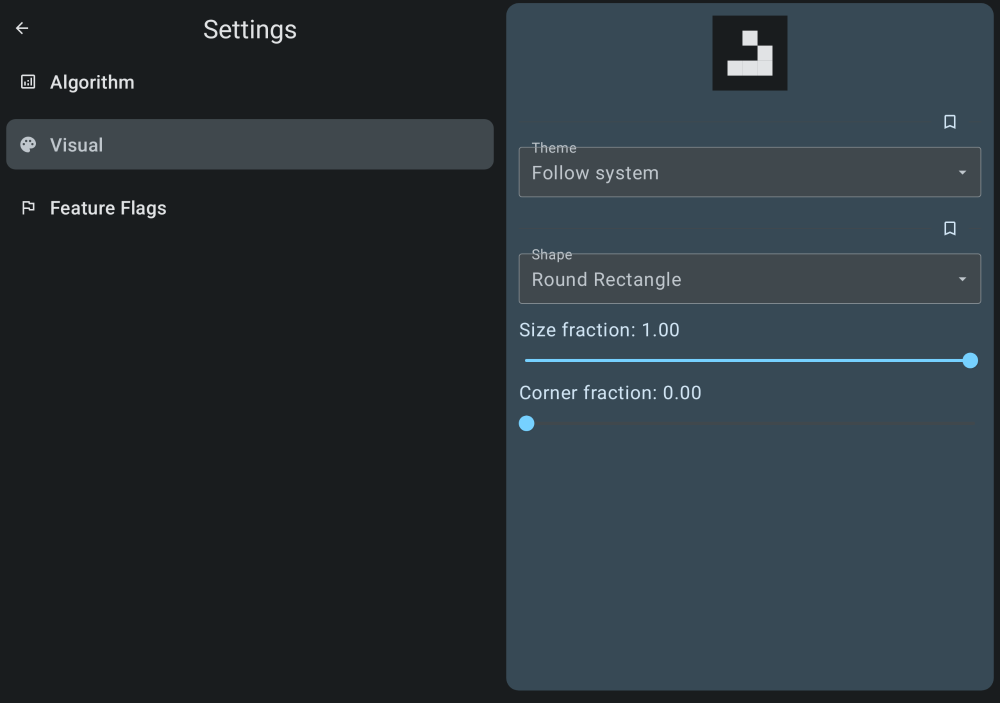 Settings
Algorithm
Visual
Feature Flags
Theme
Follow system
Shape
Round Rectangle
Size fraction: 1.00
Corner fraction: 0.00